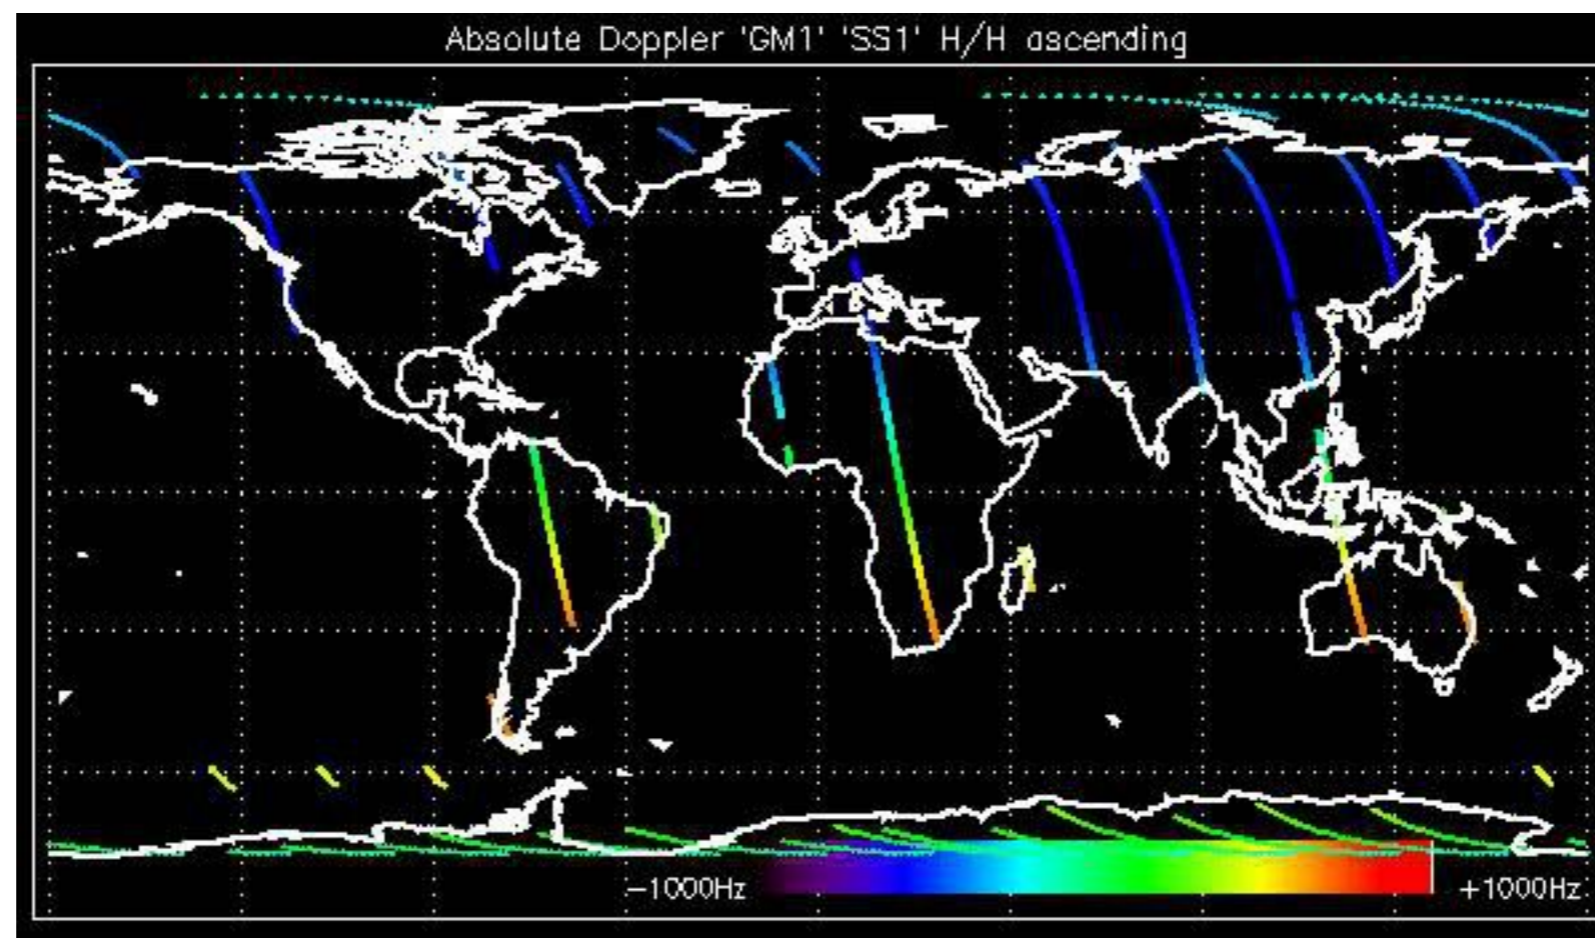 Absolute Doppler 'GM1' 'SS1' H/H ascending
-1000Hz
+1000Hz